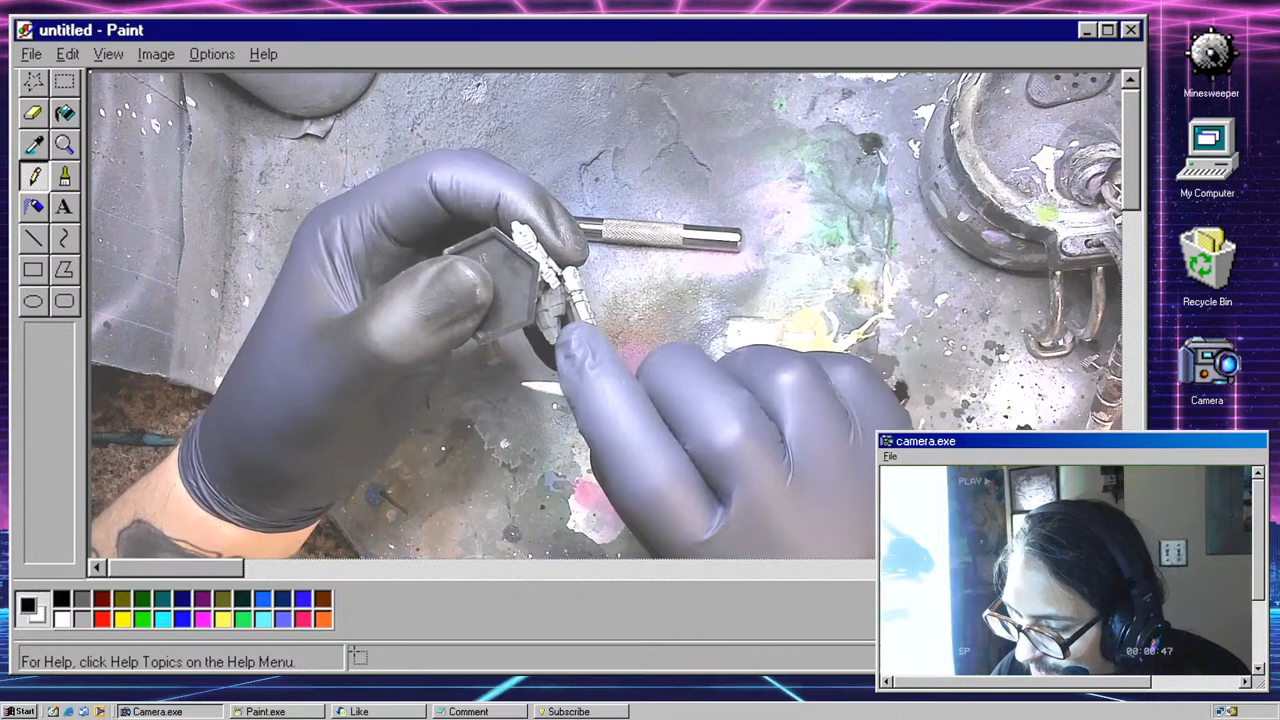 untitled - Paint
File Edit View Image Options Help
Minesweeper
My Computer
Recycle Bin
Camera
camera.exe
File
PLAY
SP
00:00:47
For Help, click Help Topics on the Help Menu.
Start
Camera.exe
Paint.exe
Like
Comment
Subscribe